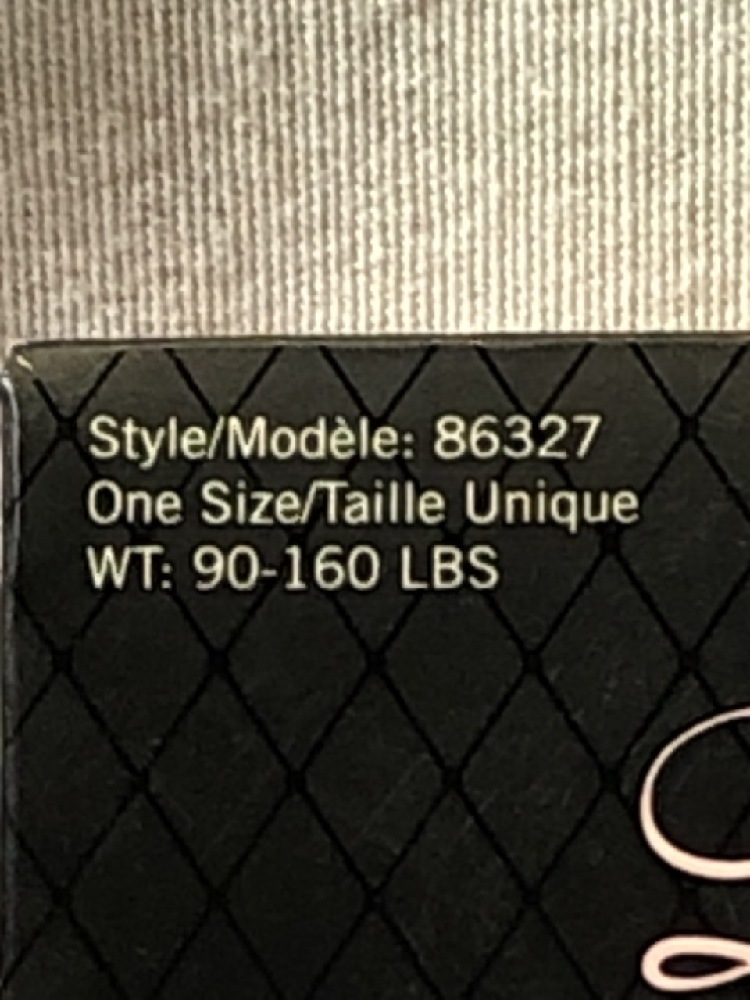 Style/Modèle: 86327
One Size/Taille Unique
WT: 90-160 LBS